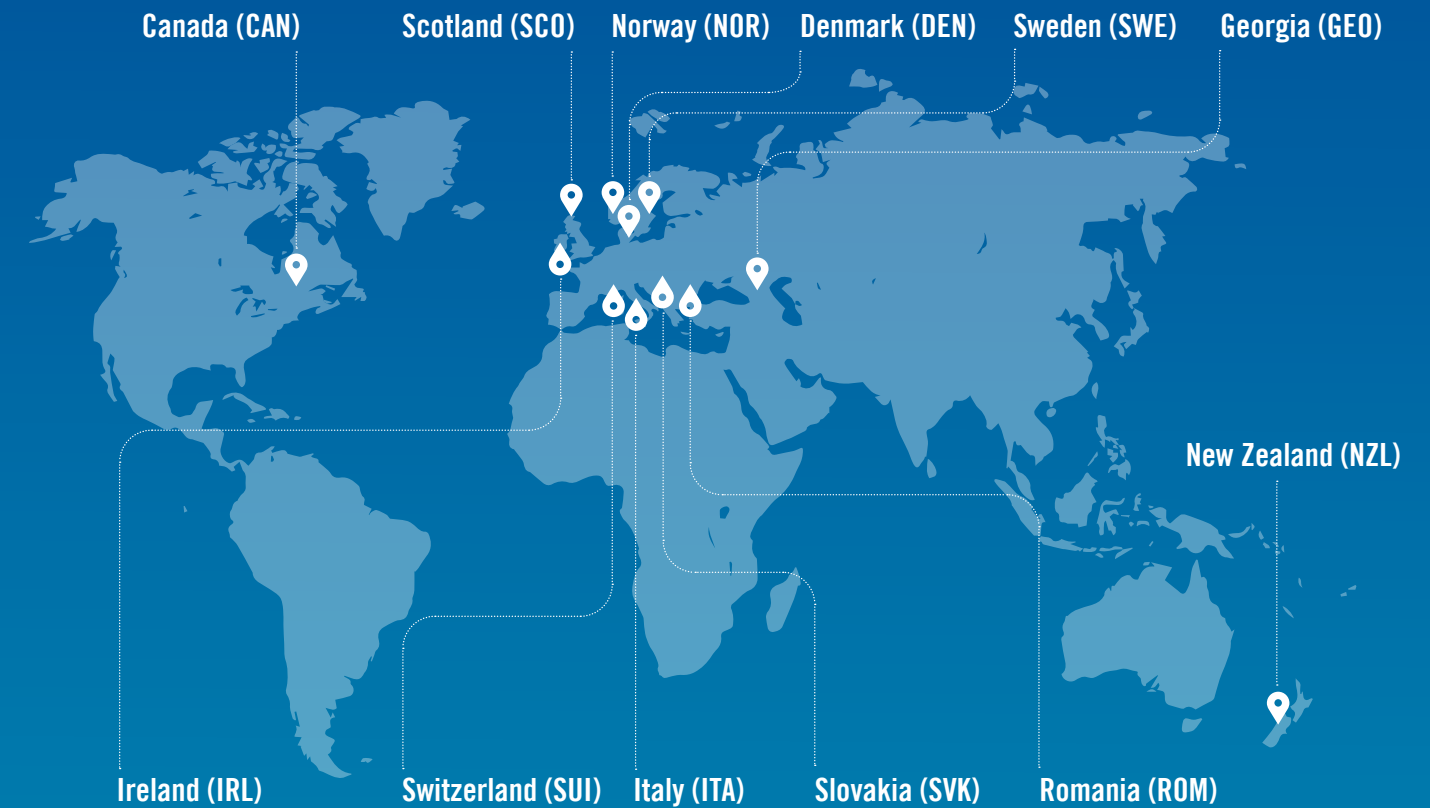 Canada (CAN)
Scotland (SCO)
Norway (NOR)
Denmark (DEN)
Sweden (SWE)
Georgia (GEO)
New Zealand (NZL)
Ireland (IRL)
Switzerland (SUI)
Italy (ITA)
Slovakia (SVK)
Romania (ROM)